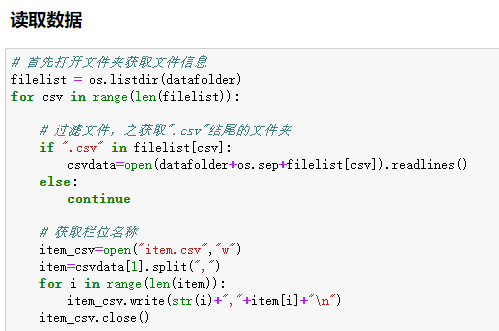 读取数据
# 首先打开文件夹获取文件信息
filelist = os.listdir(datafolder)
for csv in range(len(filelist)):
# 过滤文件，之获取".csv"结尾的文件夹
if ".csv" in filelist[csv]:
csvdata=open(datafolder+os.sep+filelist[csv]).readlines()
else:
continue
# 获取栏位名称
item_csv=open("item.csv","w")
item=csvdata[1].split(",")
for i in range(len(item)):
item_csv.write(str(i)+","+item[i]+"\n")
item_csv.close()